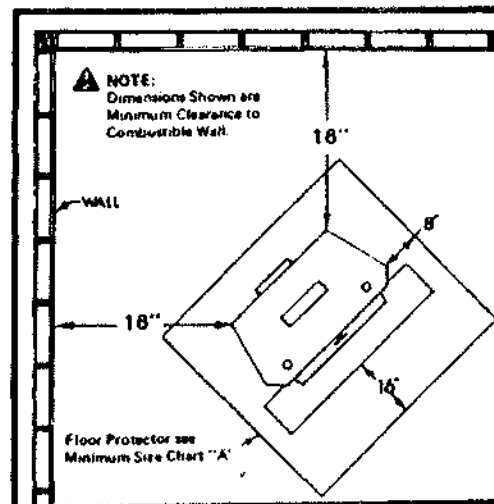 NOTE:
Dimensions Shown are
Minimum Clearance to
Combustible Wall.
18"
WALL
8"
18"
16"
Floor Protector see
Minimum Size Chart "A"